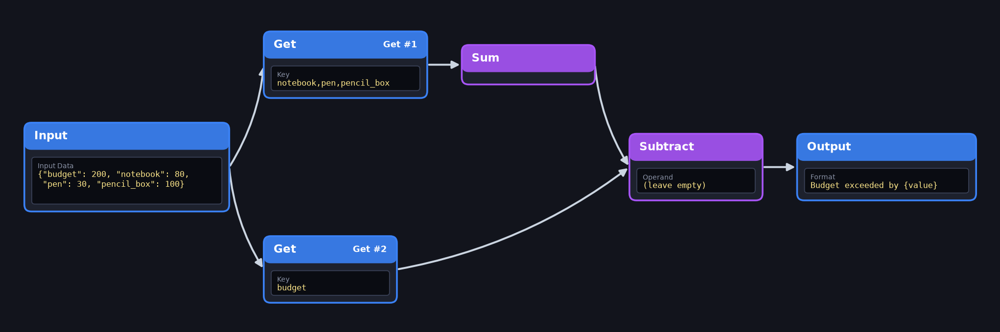 Input
Input Data
{"budget": 200, "notebook": 80,
"pen": 30, "pencil_box": 100}
Get Get #1
Key
notebook,pen,pencil_box
Sum
Get Get #2
Key
budget
Subtract
Operand
(leave empty)
Output
Format
Budget exceeded by {value}